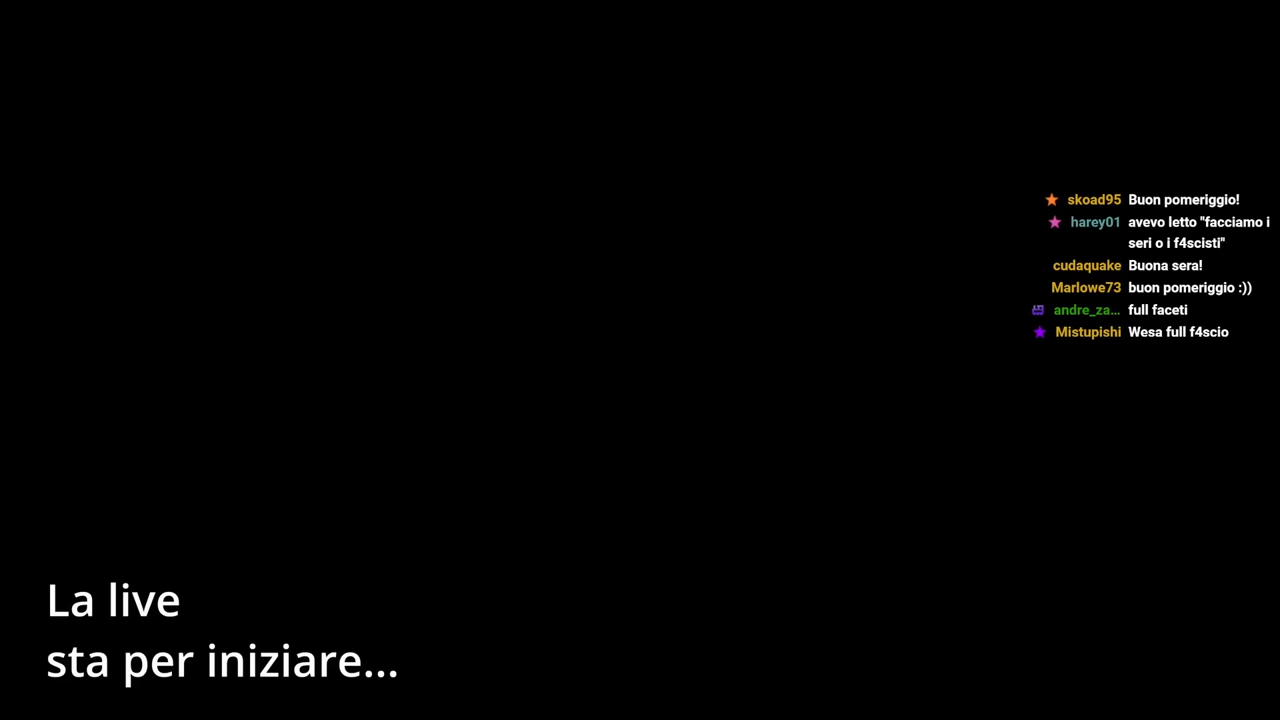 skoad95 Buon pomeriggio!
harey01 avevo letto "facciamo i
seri o i f4scisti"
cudaquake Buona sera!
Marlowe73 buon pomeriggio :))
andre_za... full faceti
Mistupishi Wesa full f4scio
La live
sta per iniziare...